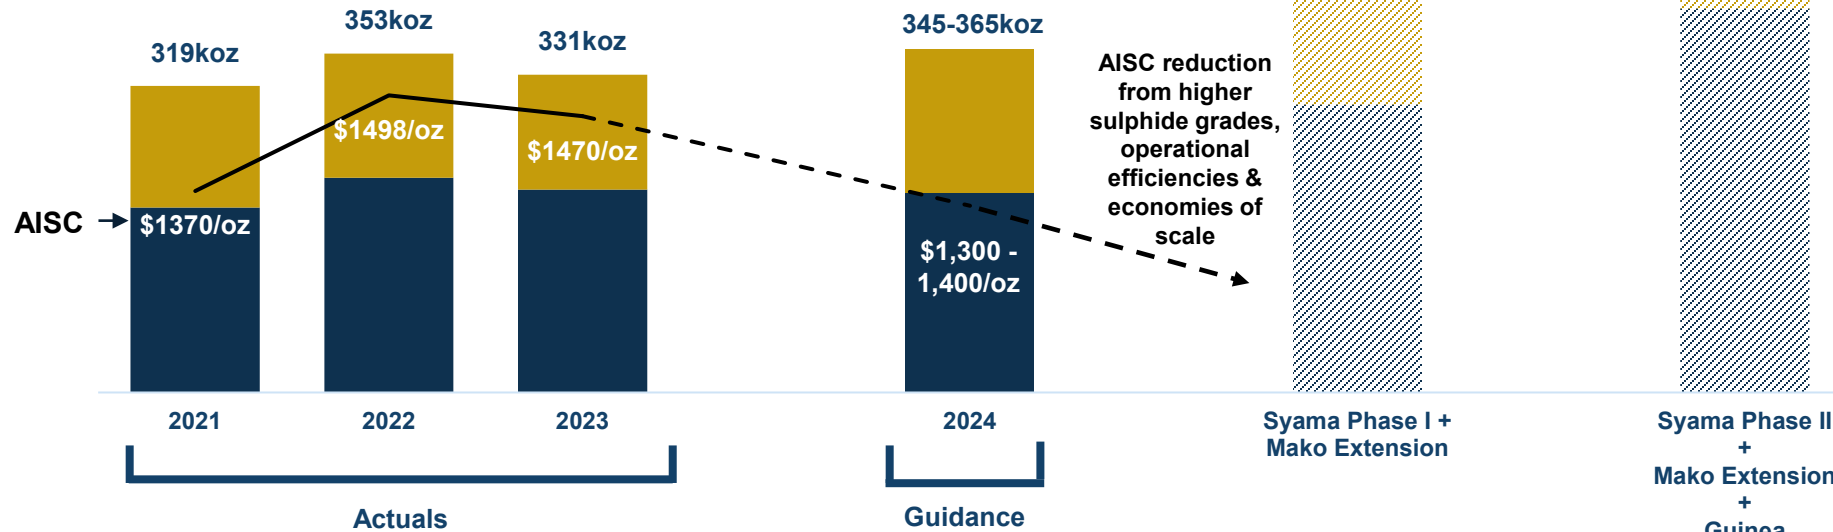 353koz
345-365koz
319koz
331koz
AISC reduction
from higher
sulphide grades,
operational
efficiencies &
economies of
scale
$1498/oz
$1470/oz
AISC
$1370/oz
$1,300 -
1,400/oz
2021
2022
2023
2024
Syama Phase I +
Mako Extension
Syama Phase II
+
Mako Extension
+
Guinea
Actuals
Guidance